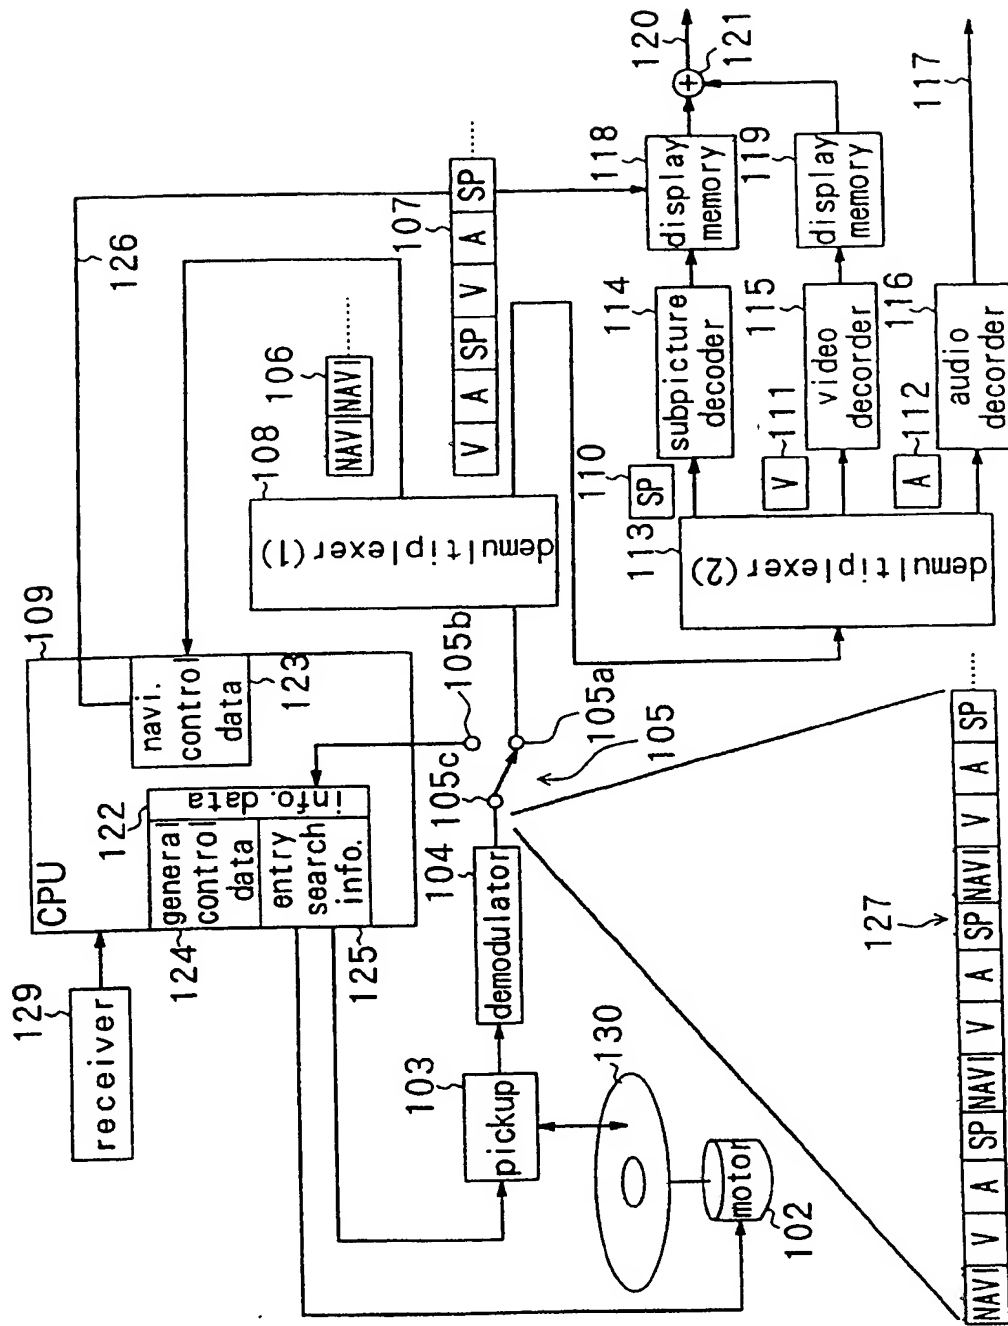 129
receiver
CPU
109
124
general
control
data
122
info. data
entry
search
info.
125
navi.
control
data
123
126
103
pickup
104
demodulator
105c
105b
105a
105
108
demultiplexer(1)
106
NAVI NAVI
107
V A SP V A SP
130
motor
102
113
demultiplexer(2)
110
SP
111
V
112
A
114
subpicture
decoder
115
video
decorder
116
audio
decorder
118
display
memory
119
display
memory
120
121
+
117
127
NAVI V A SP NAVI V A SP NAVI V A SP